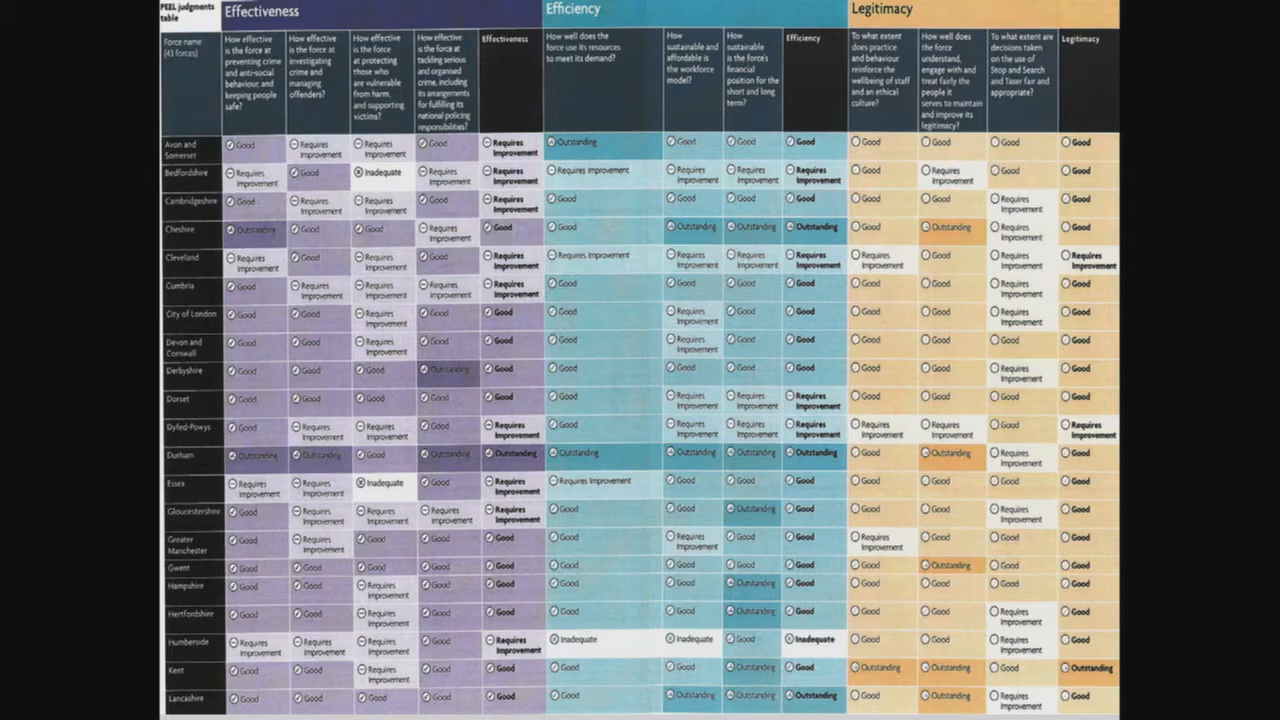 PEEL judgments table
Effectiveness
Efficiency
Legitimacy
Force name (43 forces)
How effective is the force at preventing crime and anti-social behaviour, and keeping people safe?
How effective is the force at investigating crime and managing offenders?
How effective is the force at protecting those who are vulnerable from harm, and supporting victims?
How effective is the force at tackling serious and organised crime, including its arrangements for fulfilling its national policing responsibilities?
Effectiveness
How well does the force use its resources to meet its demand?
How sustainable and affordable is the workforce model?
How sustainable is the force's financial position for the short and long term?
Efficiency
To what extent does practice and behaviour reinforce the wellbeing of staff and an ethical culture?
How well does the force understand, engage with and treat fairly the people it serves to maintain and improve its legitimacy?
To what extent are decisions taken on the use of Stop and Search and Taser fair and appropriate?
Legitimacy
Avon and Somerset Good Requires Improvement Requires Improvement Good Requires Improvement Outstanding Good Good Good Good Good Good Good
Bedfordshire Requires Improvement Good Inadequate Requires Improvement Requires Improvement Requires Improvement Requires Improvement Requires Improvement Requires Improvement Good Requires Improvement Good Good
Cambridgeshire Good Requires Improvement Requires Improvement Good Requires Improvement Good Good Good Good Good Good Requires Improvement Good
Cheshire Outstanding Good Good Requires Improvement Good Good Outstanding Outstanding Outstanding Good Outstanding Requires Improvement Good
Cleveland Requires Improvement Good Requires Improvement Good Requires Improvement Requires Improvement Requires Improvement Requires Improvement Requires Improvement Requires Improvement Good Requires Improvement Requires Improvement
Cumbria Good Requires Improvement Requires Improvement Requires Improvement Requires Improvement Good Good Good Good Good Good Requires Improvement Good
City of London Good Good Requires Improvement Good Good Good Requires Improvement Good Good Good Good Requires Improvement Good
Devon and Cornwall Good Good Requires Improvement Good Good Good Requires Improvement Good Good Good Good Good Good
Derbyshire Good Good Good Outstanding Good Good Good Good Good Good Good Requires Improvement Good
Dorset Good Good Good Good Good Good Requires Improvement Requires Improvement Requires Improvement Good Good Good Good
Dyfed-Powys Good Requires Improvement Requires Improvement Good Requires Improvement Good Requires Improvement Requires Improvement Requires Improvement Requires Improvement Requires Improvement Good Requires Improvement
Durham Outstanding Outstanding Good Outstanding Outstanding Outstanding Outstanding Outstanding Outstanding Good Outstanding Requires Improvement Good
Essex Requires Improvement Requires Improvement Inadequate Good Requires Improvement Requires Improvement Good Good Good Good Good Good Good
Gloucestershire Good Requires Improvement Requires Improvement Requires Improvement Requires Improvement Good Good Outstanding Good Good Good Requires Improvement Good
Greater Manchester Good Requires Improvement Good Good Good Good Requires Improvement Good Good Requires Improvement Good Good Good
Gwent Good Good Good Good Good Good Good Good Good Good Outstanding Good Good
Hampshire Good Good Requires Improvement Good Good Good Good Outstanding Good Good Good Good Good
Hertfordshire Good Good Requires Improvement Good Good Good Good Outstanding Good Good Good Requires Improvement Good
Humberside Requires Improvement Requires Improvement Requires Improvement Good Requires Improvement Inadequate Inadequate Good Inadequate Good Good Requires Improvement Good
Kent Good Good Requires Improvement Good Good Good Good Outstanding Good Outstanding Outstanding Good Outstanding
Lancashire Good Good Good Good Good Good Outstanding Outstanding Outstanding Good Outstanding Requires Improvement Good